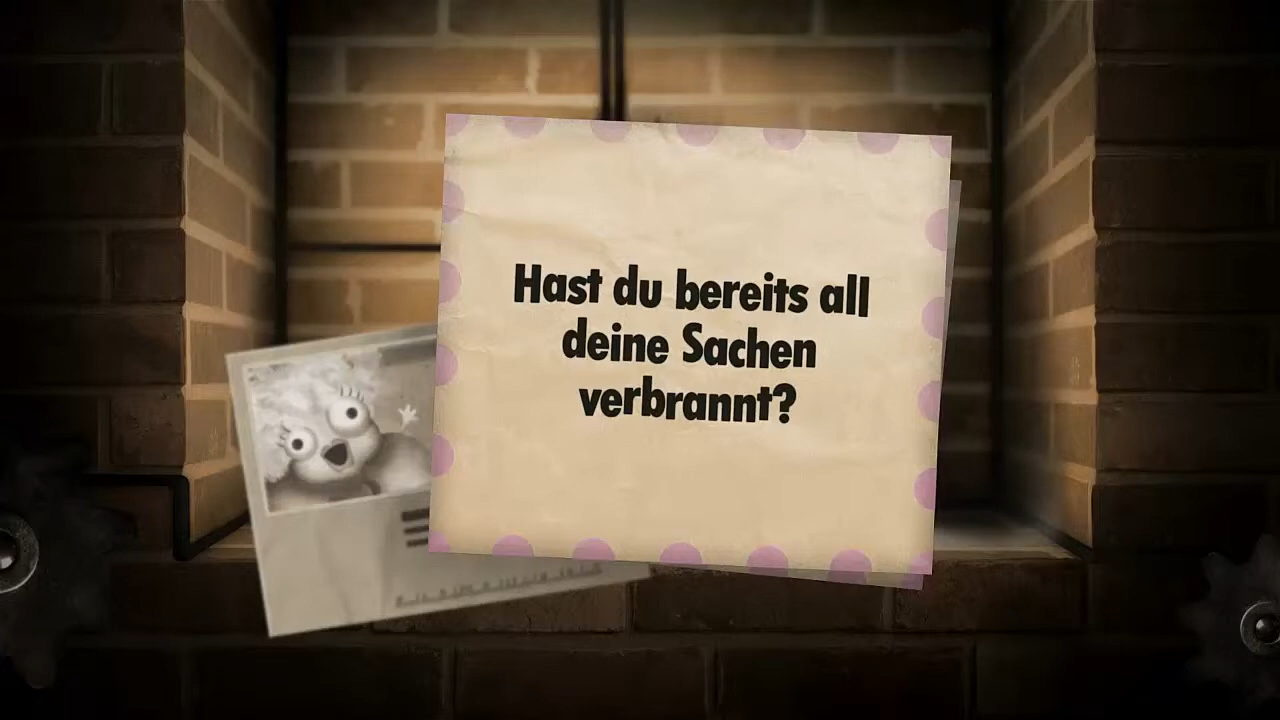 Hast du bereits all
deine Sachen
verbrannt?